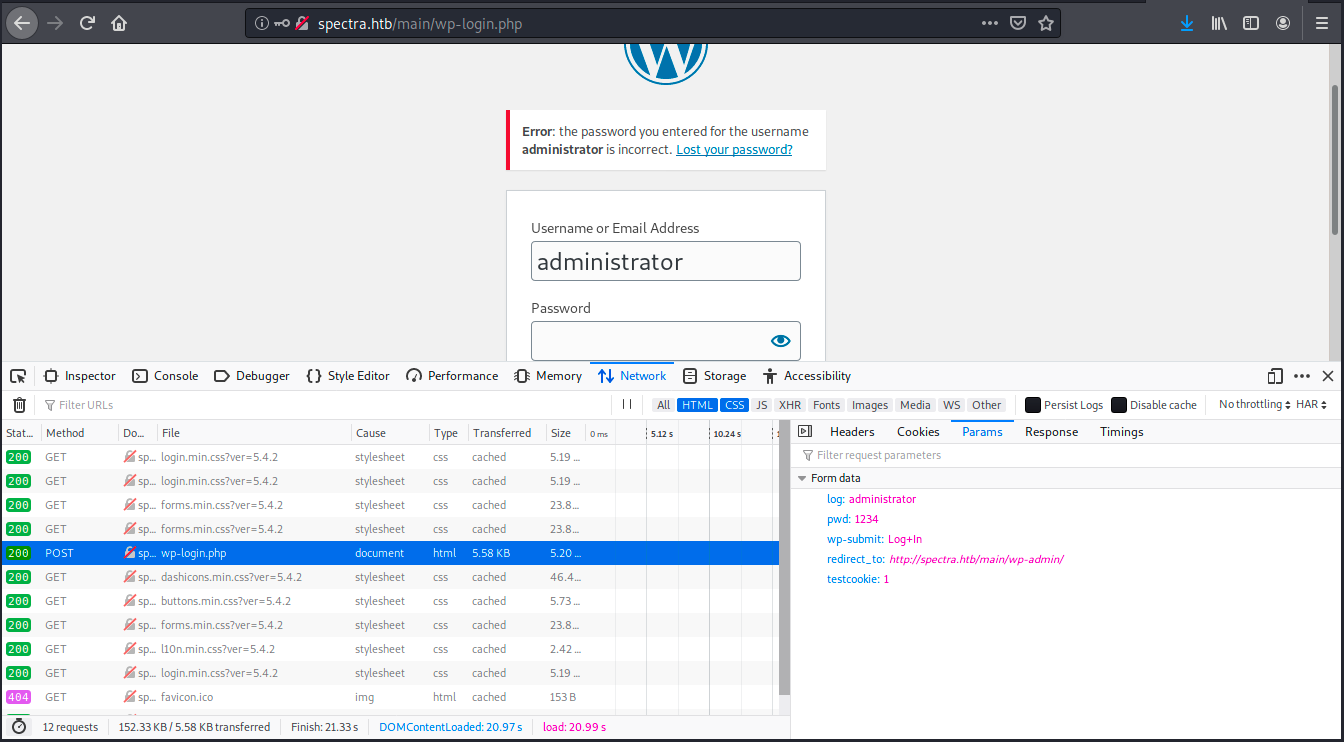 spectra.htb/main/wp-login.php
Error: the password you entered for the username
administrator is incorrect. Lost your password?
Username or Email Address
administrator
Password
Inspector Console Debugger Style Editor Performance Memory Network Storage Accessibility
Filter URLs All HTML CSS JS XHR Fonts Images Media WS Other Persist Logs Disable cache No throttling HAR
Stat... Method Do... File Cause Type Transferred Size 0 ms 5.12 s 10.24 s
Headers Cookies Params Response Timings
Filter request parameters
Form data
log: administrator
pwd: 1234
wp-submit: Log+In
redirect_to: http://spectra.htb/main/wp-admin/
testcookie: 1
200 GET sp... login.min.css?ver=5.4.2 stylesheet css cached 5.19 ...
200 GET sp... login.min.css?ver=5.4.2 stylesheet css cached 5.19 ...
200 GET sp... forms.min.css?ver=5.4.2 stylesheet css cached 23.8...
200 GET sp... forms.min.css?ver=5.4.2 stylesheet css cached 23.8...
200 POST sp... wp-login.php document html 5.58 KB 5.20 ...
200 GET sp... dashicons.min.css?ver=5.4.2 stylesheet css cached 46.4...
200 GET sp... buttons.min.css?ver=5.4.2 stylesheet css cached 5.73 ...
200 GET sp... forms.min.css?ver=5.4.2 stylesheet css cached 23.8...
200 GET sp... l10n.min.css?ver=5.4.2 stylesheet css cached 2.42 ...
200 GET sp... login.min.css?ver=5.4.2 stylesheet css cached 5.19 ...
404 GET sp... favicon.ico img html cached 153 B
12 requests 152.33 KB / 5.58 KB transferred Finish: 21.33 s DOMContentLoaded: 20.97 s load: 20.99 s